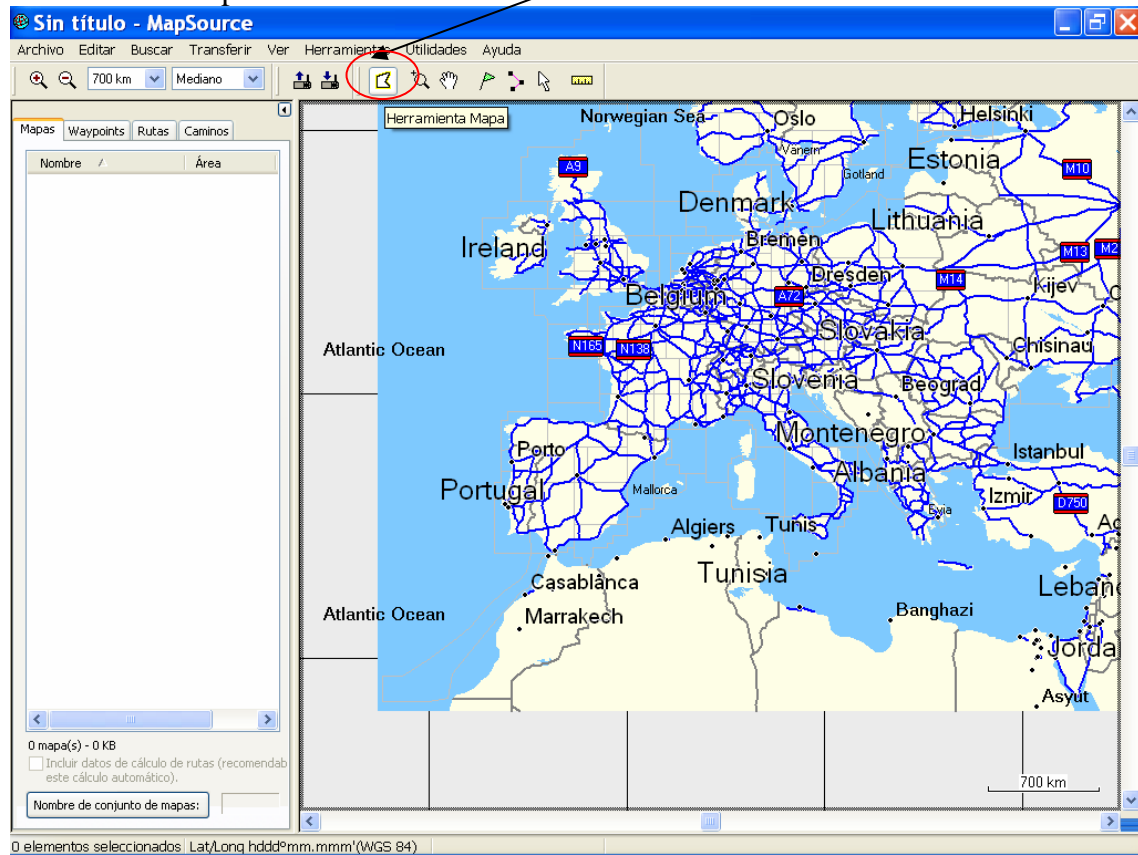 Sin título - MapSource
Archivo Editar Buscar Transferir Ver Herramientas Utilidades Ayuda
700 km Mediano
Herramienta Mapa
Mapas Waypoints Rutas Caminos
Nombre Área
Norwegian Sea Oslo Helsinki
Vanern Estonia
A9 Gotland M10
Denmark Lithuania
Ireland Bremen M13 M2
Dresden M14 Kijev
Belgium A72
Slovakia
Atlantic Ocean N165 N138 Chisinau
Slovenia Beograd
Montenegro
Porto Istanbul
Albania
Portugal Mallorca Izmir D750
Evia
Algiers Tunis Ac
Casablanca Tunisia Lebano
Atlantic Ocean Marrakech Banghazi
Jorda
Asyut
0 mapa(s) - 0 KB
Incluir datos de cálculo de rutas (recomendab
este cálculo automático).
700 km
Nombre de conjunto de mapas:
0 elementos seleccionados Lat/Long hdddºmm.mmm'(WGS 84)